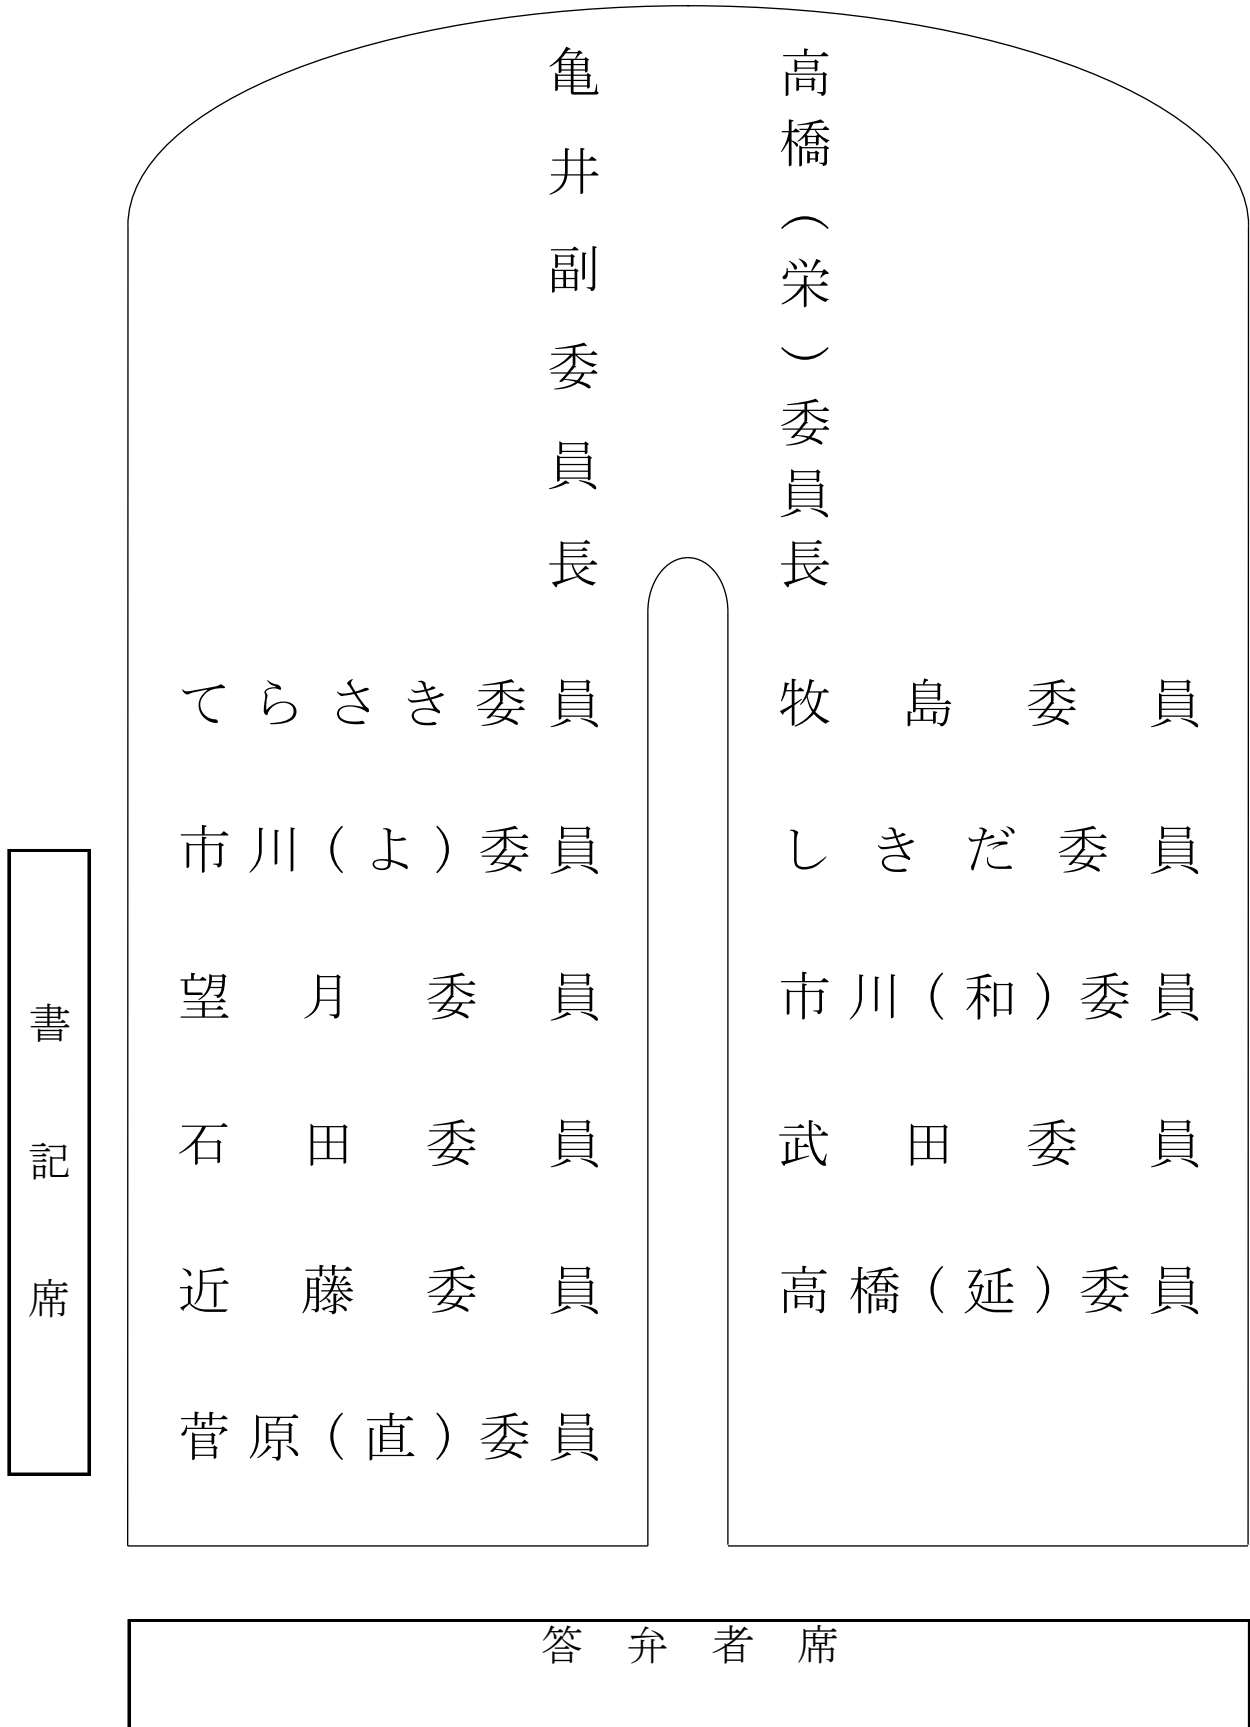 高橋（栄）委員長
亀井副委員長
てらさき委員
牧島委員
市川（よ）委員
しきだ委員
望月委員
市川（和）委員
石田委員
武田委員
近藤委員
高橋（延）委員
菅原（直）委員
書記席
答弁者席